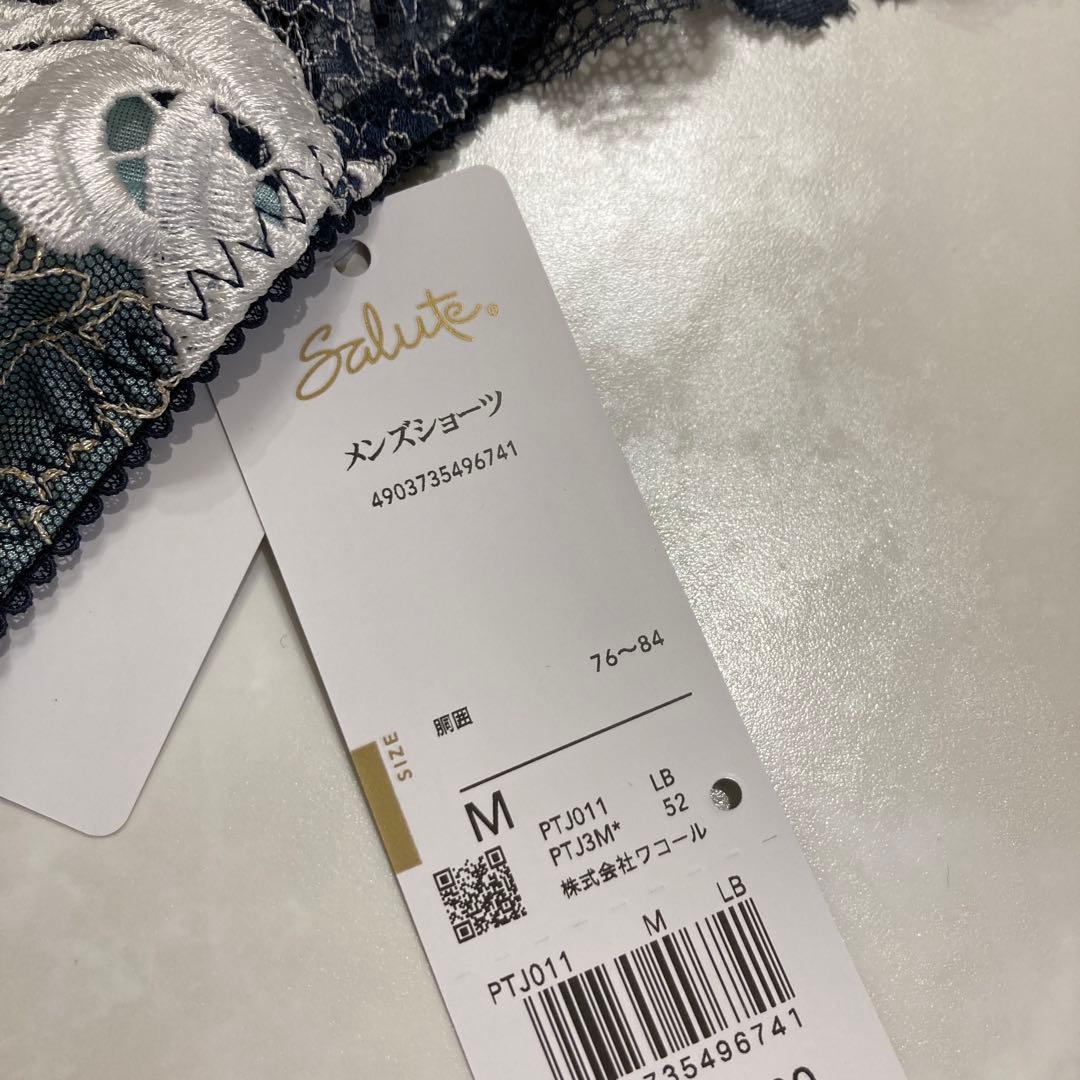 Salute®
メンズショーツ
4903735496741
胴囲 76～84
SIZE
M
PTJ011 LB
PTJ3M* 52
株式会社ワコール
PTJ011 M LB
735496741